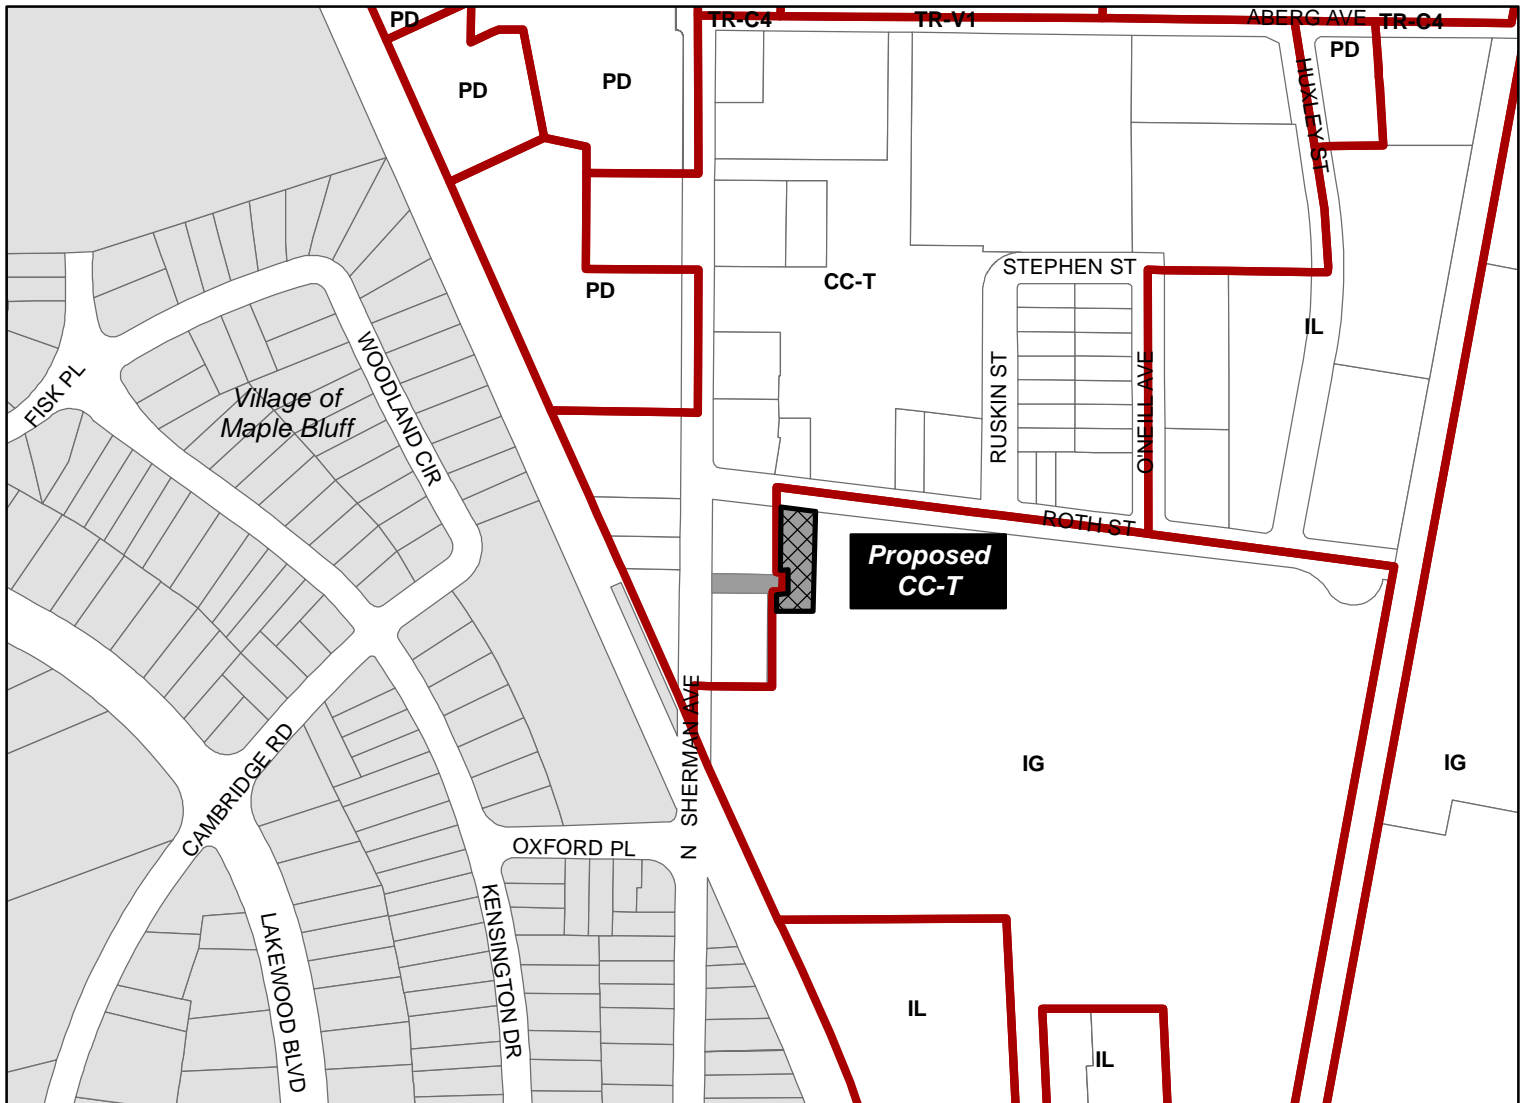 PD
TR-C4
TR-V1
ABERG AVE
TR-C4
PD
PD
PD
HUXLEY ST
STEPHEN ST
CC-T
PD
IL
WOODLAND CIR
FISK PL
Village of
Maple Bluff
RUSKIN ST
O'NEILL AVE
ROTH ST
Proposed
CC-T
N SHERMAN AVE
CAMBRIDGE RD
IG
IG
OXFORD PL
KENSINGTON DR
LAKEWOOD BLVD
IL
IL